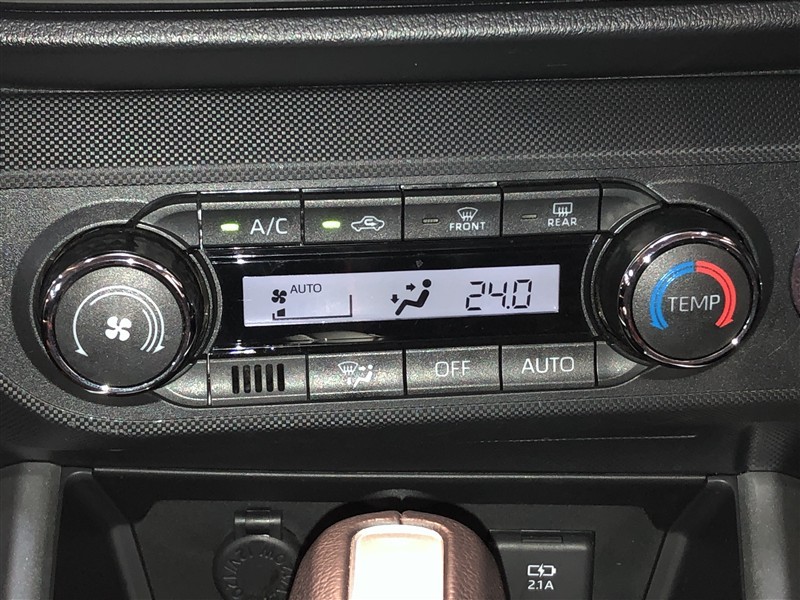 A/C
FRONT
REAR
AUTO
24.0
TEMP
OFF
AUTO
2.1A